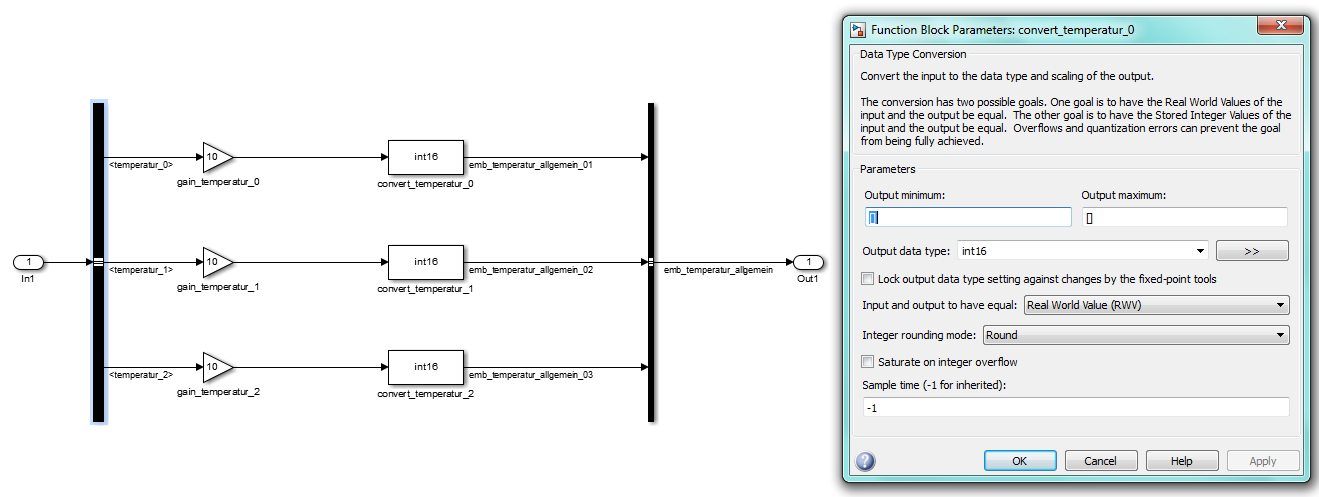 10
int16
<temperatur_0>
emb_temperatur_allgemein_01
gain_temperatur_0
convert_temperatur_0
1
In1
<temperatur_1>
10
int16
emb_temperatur_allgemein_02
gain_temperatur_1
convert_temperatur_1
emb_temperatur_allgemein
1
Out1
10
int16
<temperatur_2>
emb_temperatur_allgemein_03
gain_temperatur_2
convert_temperatur_2
Function Block Parameters: convert_temperatur_0
Data Type Conversion
Convert the input to the data type and scaling of the output.
The conversion has two possible goals. One goal is to have the Real World Values of the
input and the output be equal.  The other goal is to have the Stored Integer Values of the
input and the output be equal.  Overflows and quantization errors can prevent the goal
from being fully achieved.
Parameters
Output minimum:
Output maximum:
[]
[]
Output data type:
int16
>>
Lock output data type setting against changes by the fixed-point tools
Input and output to have equal:
Real World Value (RWV)
Integer rounding mode:
Round
Saturate on integer overflow
Sample time (-1 for inherited):
-1
?
OK
Cancel
Help
Apply